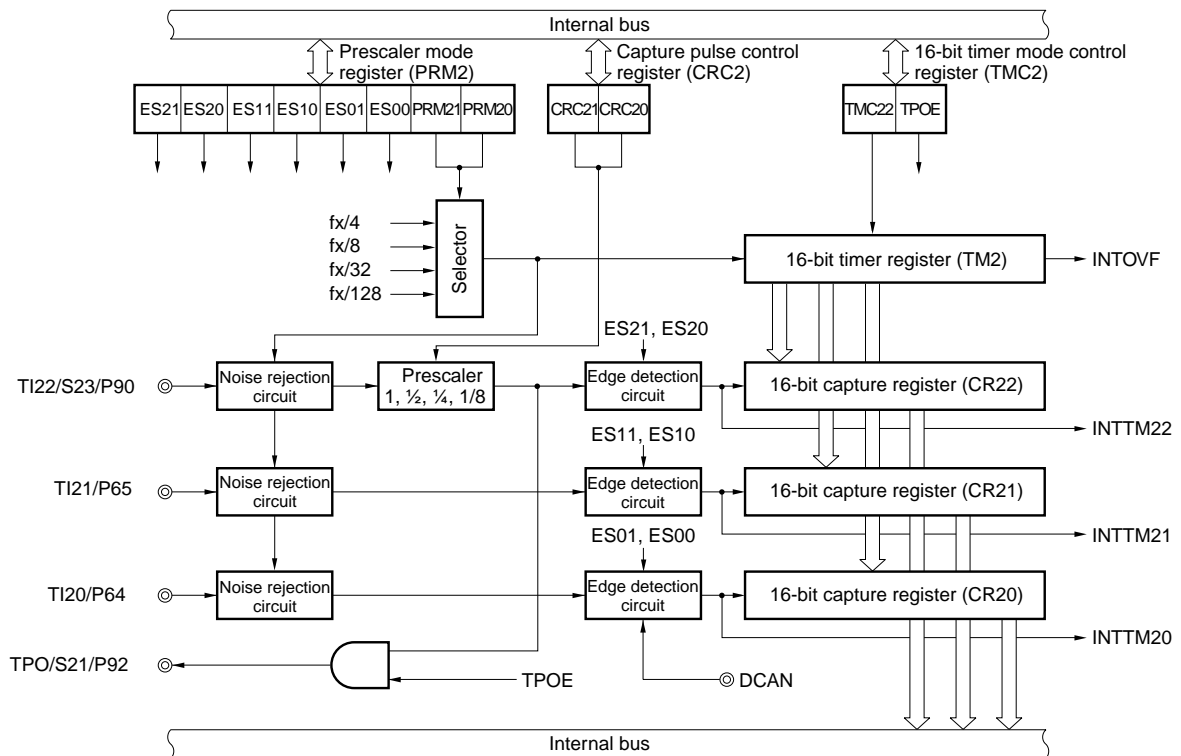 Internal bus
Prescaler mode
register (PRM2)
Capture pulse control
register (CRC2)
16-bit timer mode control
register (TMC2)
ES21 ES20 ES11 ES10 ES01 ES00 PRM21 PRM20
CRC21 CRC20
TMC22 TPOE
fx/4
fx/8
fx/32
fx/128
Selector
16-bit timer register (TM2)
INTOVF
ES21, ES20
TI22/S23/P90
Noise rejection
circuit
Prescaler
1, ½, ¼, 1/8
Edge detection
circuit
16-bit capture register (CR22)
INTTM22
ES11, ES10
TI21/P65
Noise rejection
circuit
Edge detection
circuit
16-bit capture register (CR21)
INTTM21
ES01, ES00
TI20/P64
Noise rejection
circuit
Edge detection
circuit
16-bit capture register (CR20)
INTTM20
TPO/S21/P92
TPOE
DCAN
Internal bus